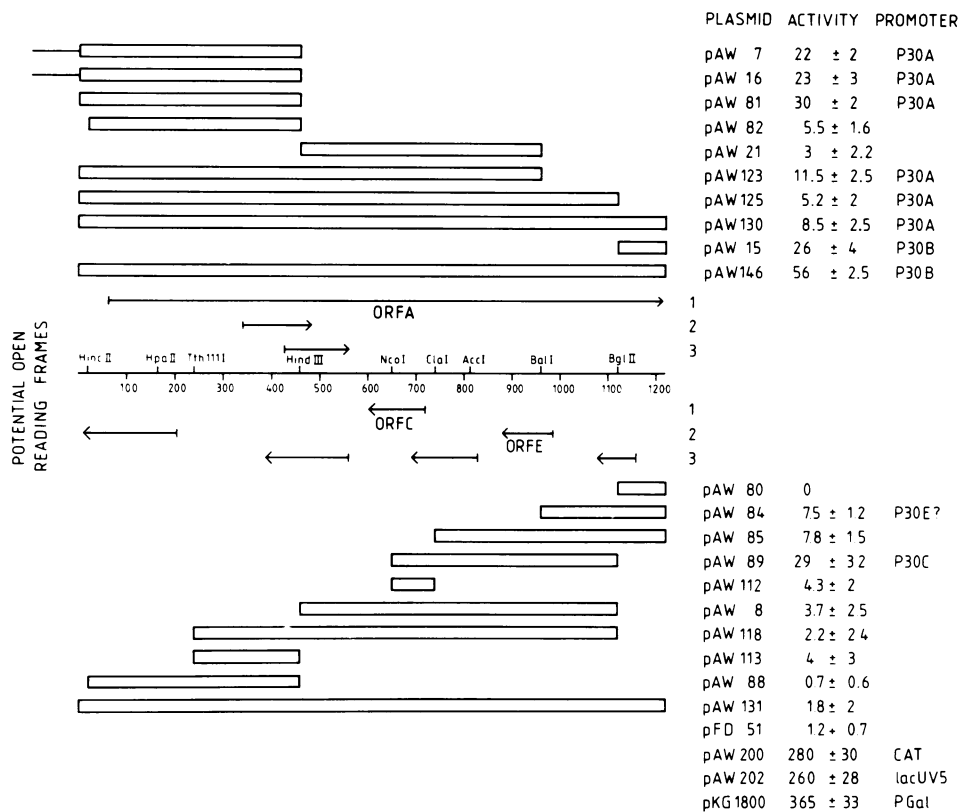 PLASMID ACTIVITY PROMOTER
pAW 7 22 ± 2 P30A
pAW 16 23 ± 3 P30A
pAW 81 30 ± 2 P30A
pAW 82 5.5 ± 1.6
pAW 21 3 ± 2.2
pAW 123 11.5 ± 2.5 P30A
pAW 125 5.2 ± 2 P30A
pAW 130 8.5 ± 2.5 P30A
pAW 15 26 ± 4 P30B
pAW 146 56 ± 2.5 P30B
POTENTIAL OPEN
READING FRAMES
ORFA 1
2
3
Hinc II Hpa II Tth111 I Hind III Nco I Cla I Acc I Bal I Bgl II
100 200 300 400 500 600 700 800 900 1000 1100 1200
1
ORFC
2
ORFE
3
pAW 80 0
pAW 84 7.5 ± 1.2 P30E?
pAW 85 7.8 ± 1.5
pAW 89 29 ± 3.2 P30C
pAW 112 4.3 ± 2
pAW 8 3.7 ± 2.5
pAW 118 2.2 ± 2.4
pAW 113 4 ± 3
pAW 88 0.7 ± 0.6
pAW 131 1.8 ± 2
pFD 51 1.2 + 0.7
pAW 200 280 ± 30 CAT
pAW 202 260 ± 28 lacUV5
pKG 1800 365 ± 33 PGal